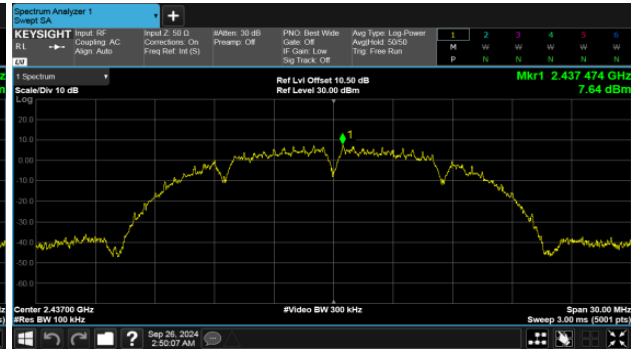 Spectrum Analyzer 1
Swept SA
KEYSIGHT
RL
Input: RF
Coupling: AC
Align: Auto
Input Z: 50 Ω
Corrections: On
Freq Ref: Int (S)
#Atten: 30 dB
Preamp: Off
PNO: Best Wide
Gate: Off
IF Gain: Low
Sig Track: Off
Avg Type: Log-Power
Avg|Hold: 50/50
Trig: Free Run
1 2 3 4 5 6
M W W W W W
P N N N N N
LXI
1 Spectrum
Scale/Div 10 dB
Ref Lvl Offset 10.50 dB
Ref Level 30.00 dBm
Mkr1 2.437 474 GHz
7.64 dBm
Log
20.0
10.0
0.00
-10.0
-20.0
-30.0
-40.0
-50.0
-60.0
1
Center 2.43700 GHz
#Res BW 100 kHz
#Video BW 300 kHz
Span 30.00 MHz
Sweep 3.00 ms (5001 pts)
Sep 26, 2024
2:50:07 AM